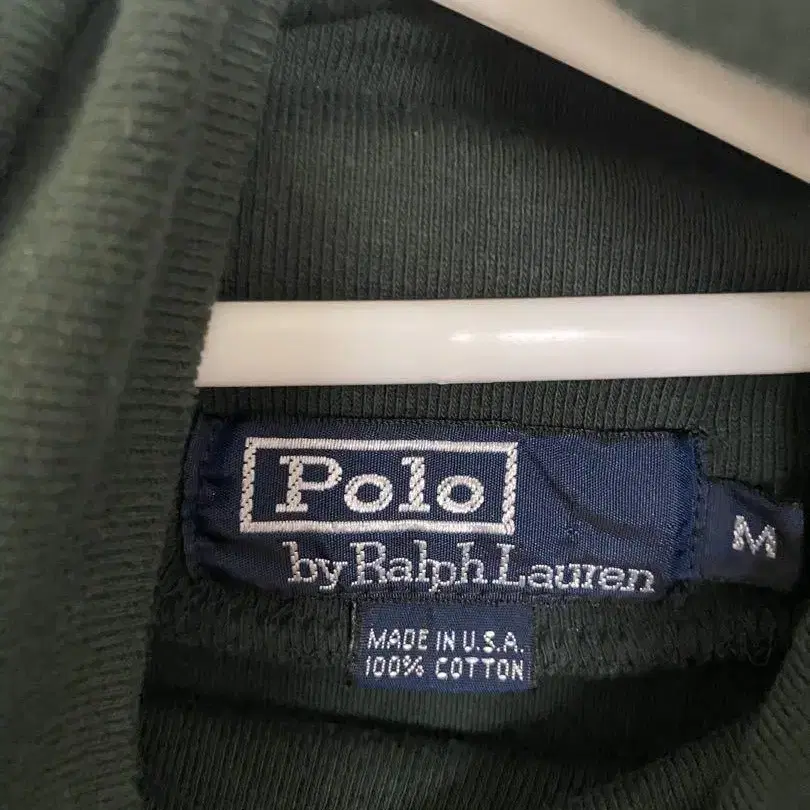 Polo
by Ralph Lauren
M
MADE IN U.S.A.
100% COTTON